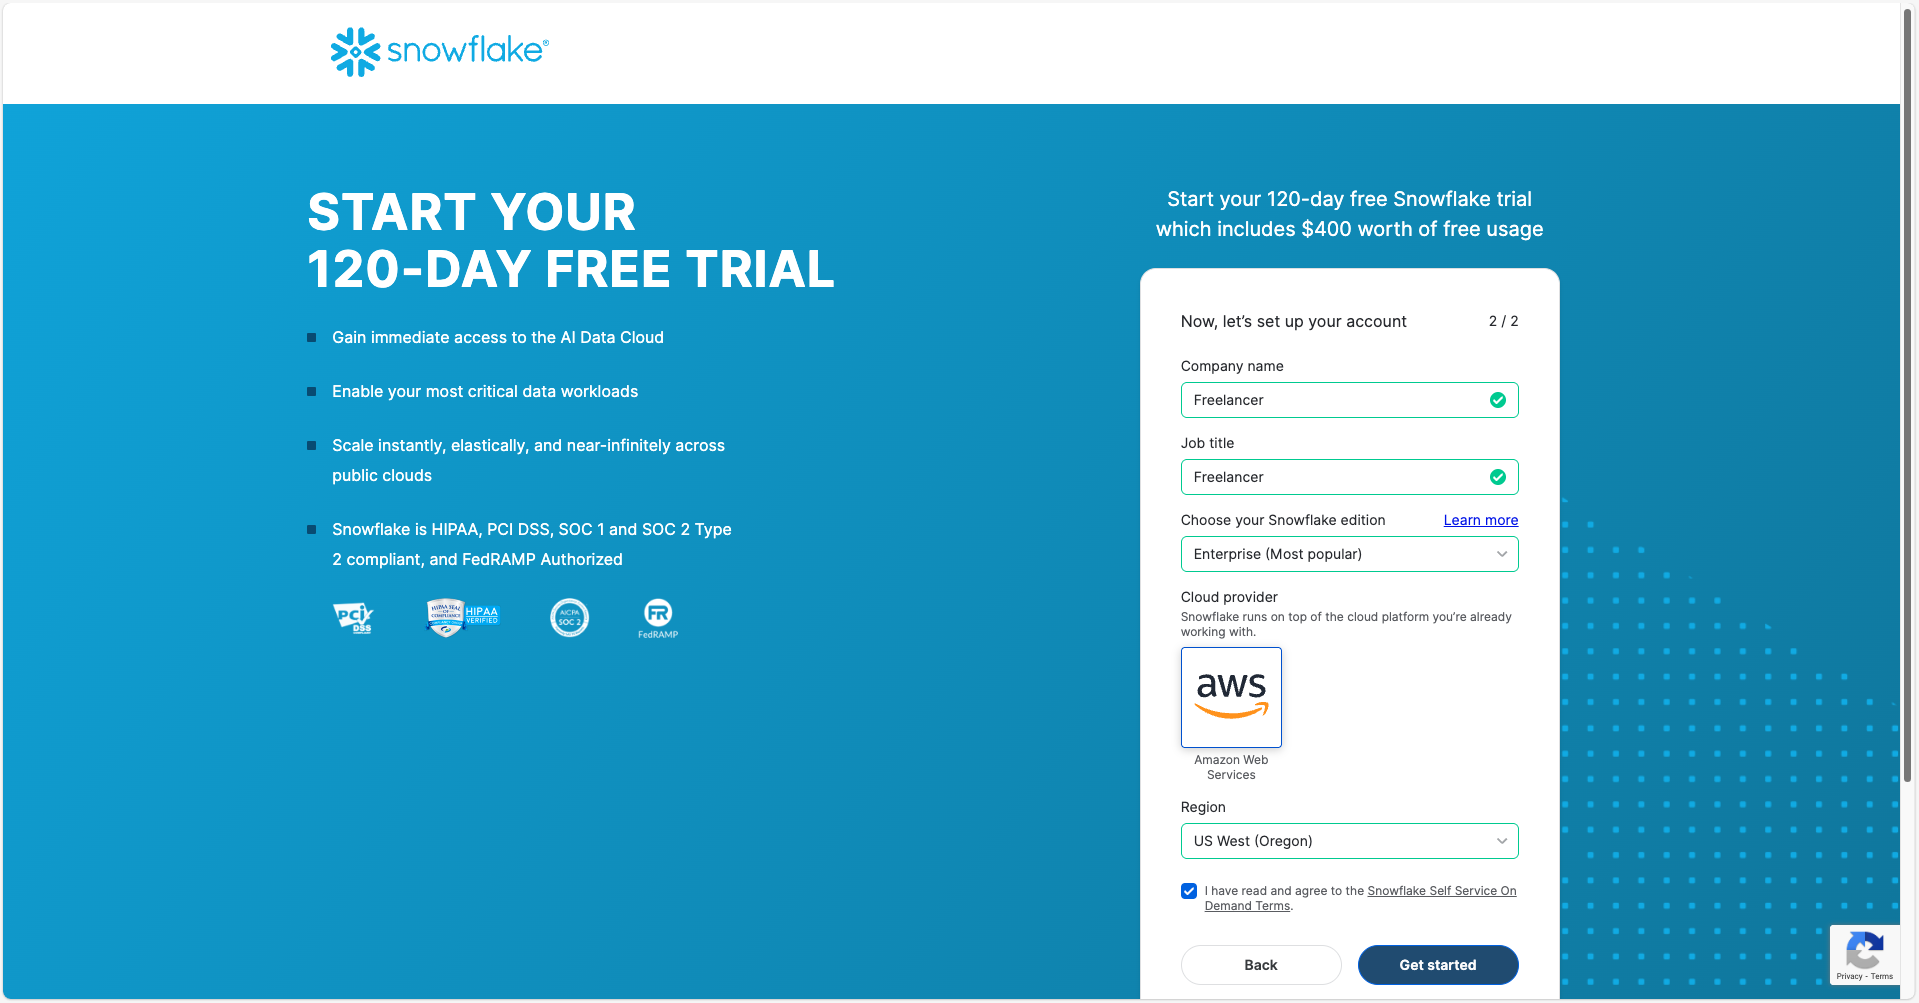 snowflake®
START YOUR
120-DAY FREE TRIAL
Gain immediate access to the AI Data Cloud
Enable your most critical data workloads
Scale instantly, elastically, and near-infinitely across
public clouds
Snowflake is HIPAA, PCI DSS, SOC 1 and SOC 2 Type
2 compliant, and FedRAMP Authorized
PCI
DSS
HIPAA SEAL
OF
COMPLIANCE
HIPAA
VERIFIED
AICPA
SOC 2
FR
FedRAMP
Start your 120-day free Snowflake trial
which includes $400 worth of free usage
Now, let's set up your account 2 / 2
Company name
Freelancer
Job title
Freelancer
Choose your Snowflake edition Learn more
Enterprise (Most popular)
Cloud provider
Snowflake runs on top of the cloud platform you’re already
working with.
aws
Amazon Web
Services
Region
US West (Oregon)
I have read and agree to the Snowflake Self Service On
Demand Terms.
Back Get started
Privacy - Terms